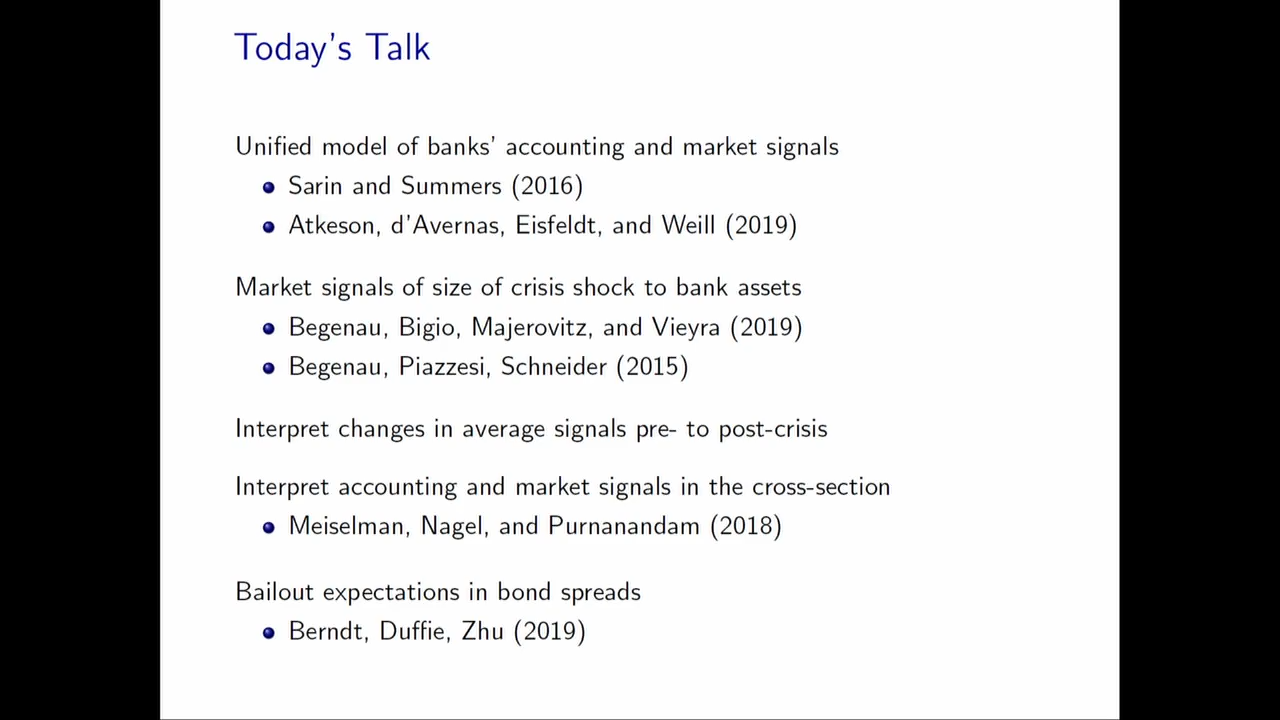 Today's Talk
Unified model of banks' accounting and market signals
Sarin and Summers (2016)
Atkeson, d'Avernas, Eisfeldt, and Weill (2019)
Market signals of size of crisis shock to bank assets
Begenau, Bigio, Majerovitz, and Vieyra (2019)
Begenau, Piazzesi, Schneider (2015)
Interpret changes in average signals pre- to post-crisis
Interpret accounting and market signals in the cross-section
Meiselman, Nagel, and Purnanandam (2018)
Bailout expectations in bond spreads
Berndt, Duffie, Zhu (2019)